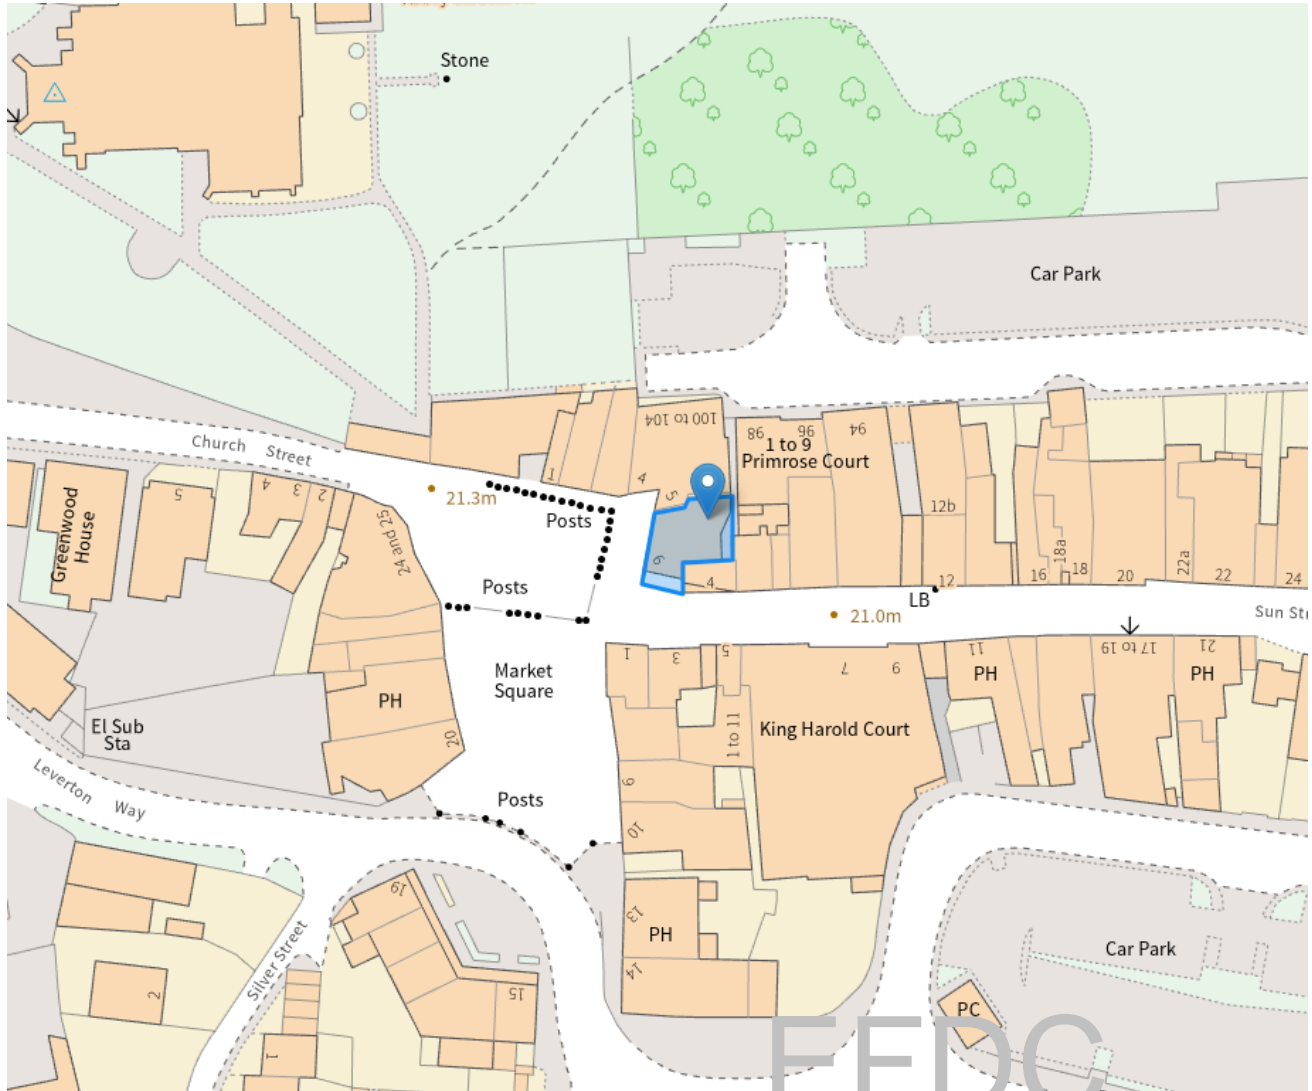 Stone
Car Park
Church Street
21.3m
Posts
1
4
5
100 to 104
98
96
94
1 to 9
Primrose Court
Greenwood
House
5
4
3
2
24 and 25
Posts
6
4
12b
12
LB
16
18a
18
20
22a
22
24
21.0m
Sun Str
Market
Square
1
3
5
7
9
11
PH
17 to 19
21
PH
PH
20
El Sub
Sta
1 to 11
King Harold Court
Leverton Way
Posts
9
10
13
PH
14
19
15
Silver Street
2
1
Car Park
PC
EFDC